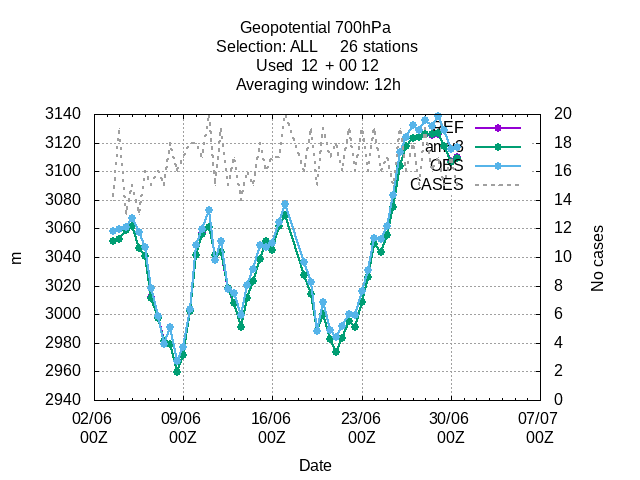 Geopotential 700hPa
Selection: ALL 26 stations
Used 12 + 00 12
Averaging window: 12h
3140
3120
3100
3080
3060
3040
3020
3000
2980
2960
2940
m
20
18
16
14
12
10
8
6
4
2
0
No cases
OBS
CASES
02/06 09/06 16/06 23/06 30/06 07/07
00Z 00Z 00Z 00Z 00Z 00Z
Date